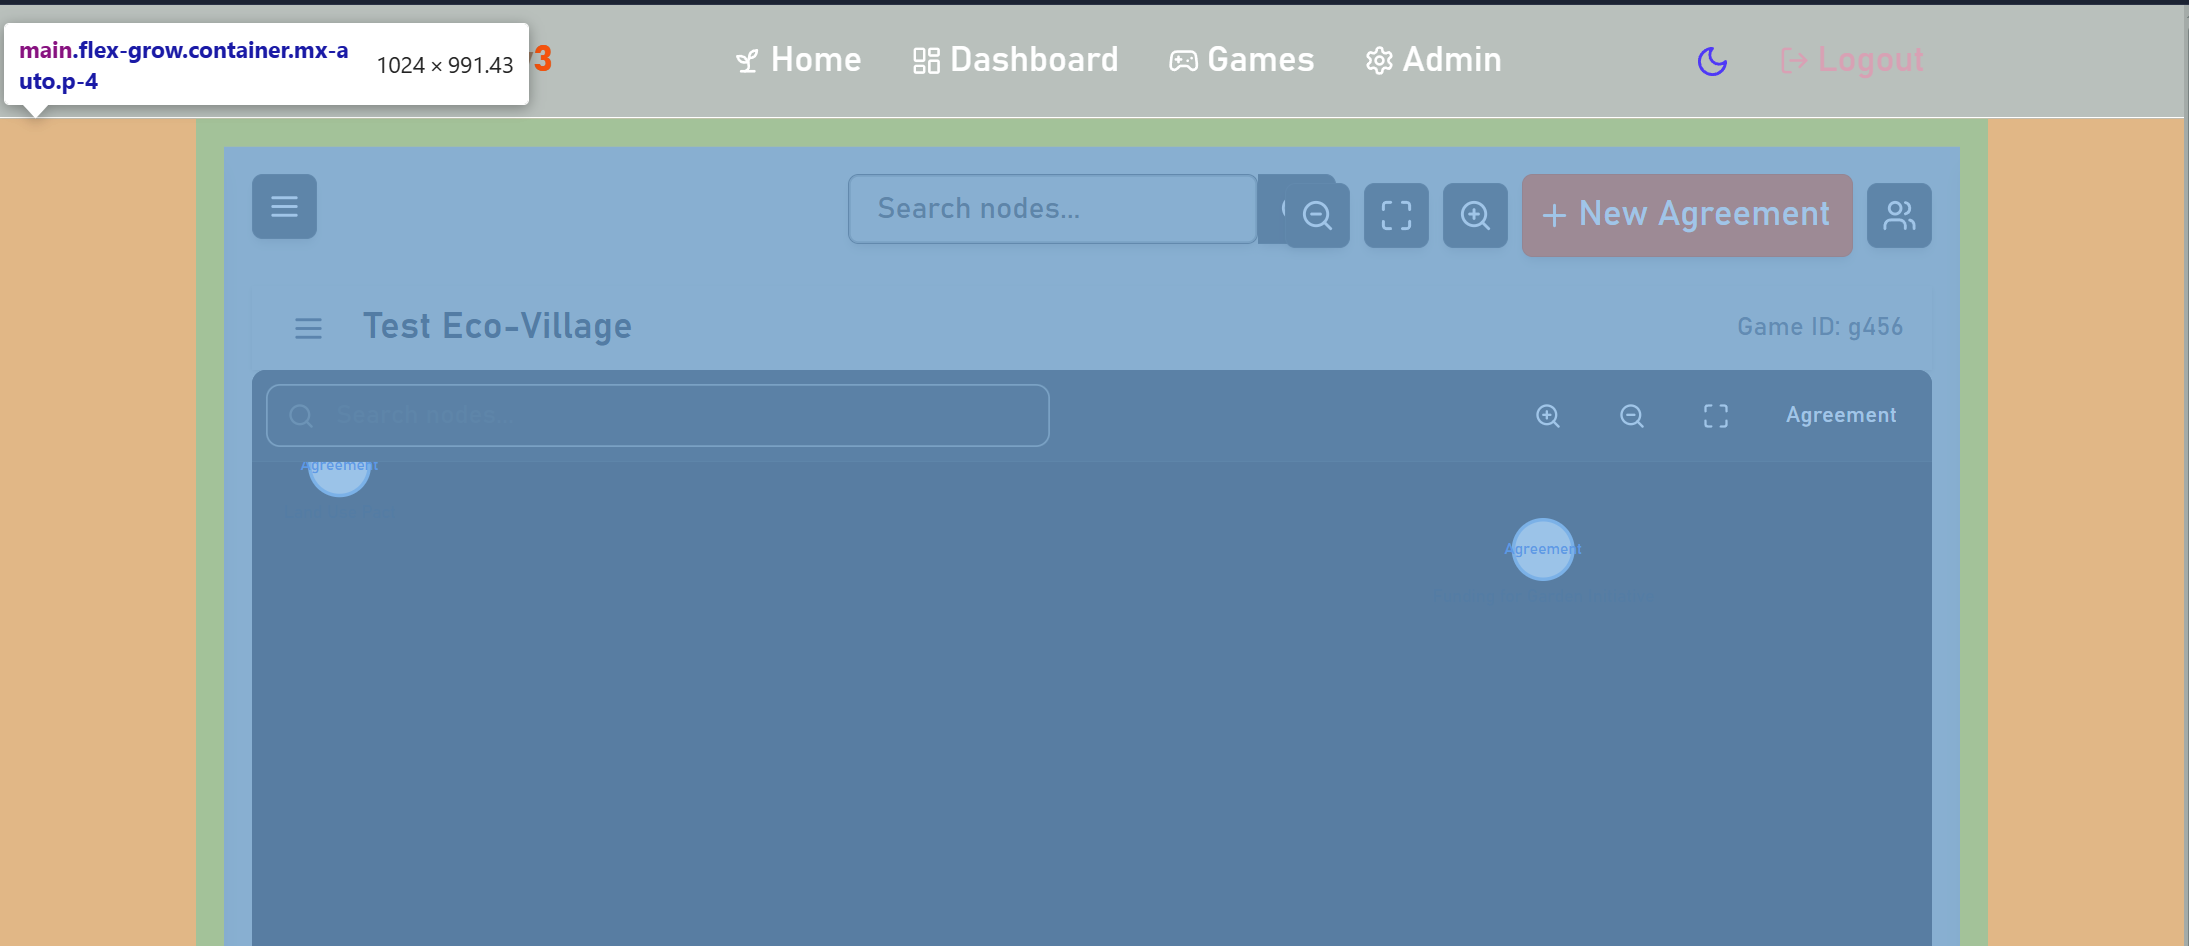 main.flex-grow.container.mx-a
uto.p-4
1024 × 991.43
3
Home
Dashboard
Games
Admin
Logout
Search nodes...
New Agreement
Test Eco-Village
Game ID: g456
Search nodes...
Agreement
Agreement
Agreement